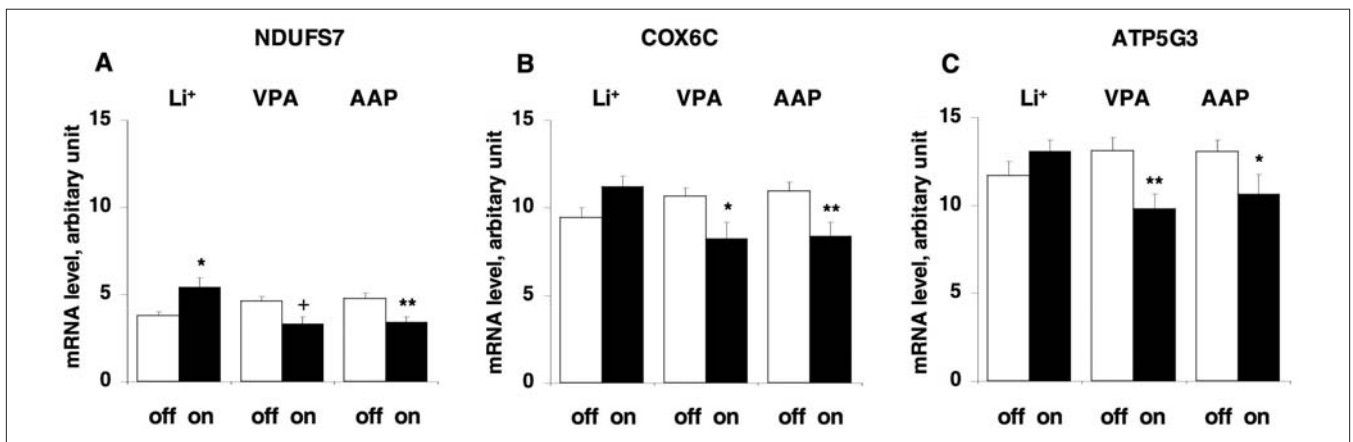 NDUFS7
A
Li+ VPA AAP
mRNA level, arbitary unit
15
10
5
0
*
+
**
off on off on off on
COX6C
B
Li+ VPA AAP
mRNA level, arbitary unit
15
10
5
0
*
**
off on off on off on
ATP5G3
C
Li+ VPA AAP
mRNA level, arbitary unit
15
10
5
0
**
*
off on off on off on